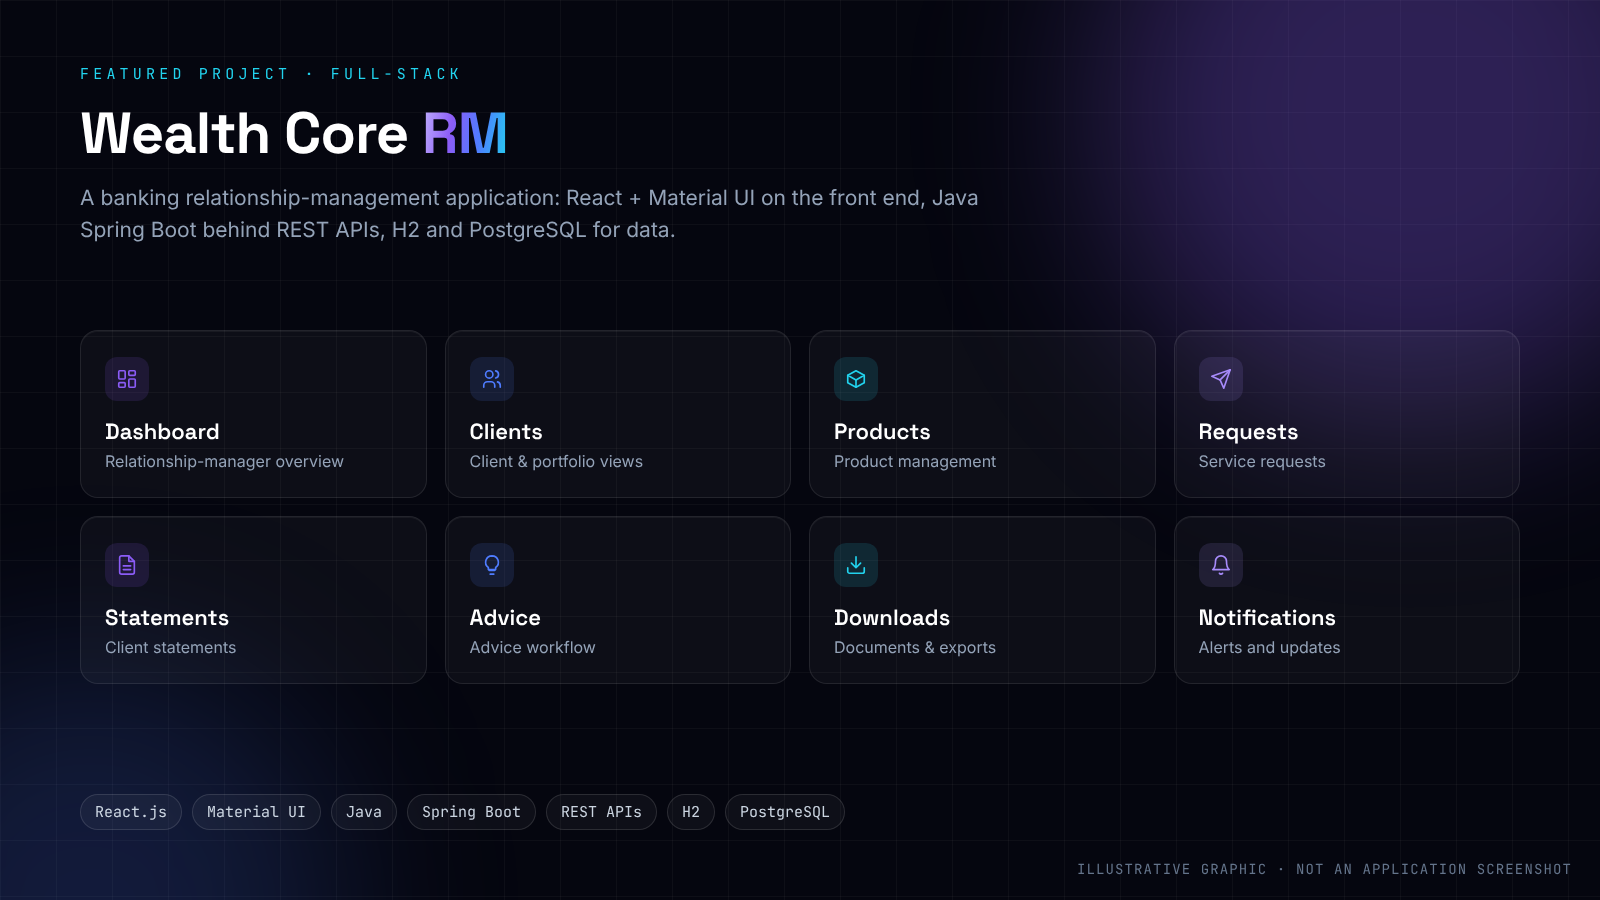 FEATURED PROJECT · FULL-STACK
Wealth Core RM
A banking relationship-management application: React + Material UI on the front end, Java
Spring Boot behind REST APIs, H2 and PostgreSQL for data.
Dashboard
Relationship-manager overview
Clients
Client & portfolio views
Products
Product management
Requests
Service requests
Statements
Client statements
Advice
Advice workflow
Downloads
Documents & exports
Notifications
Alerts and updates
React.js
Material UI
Java
Spring Boot
REST APIs
H2
PostgreSQL
ILLUSTRATIVE GRAPHIC · NOT AN APPLICATION SCREENSHOT